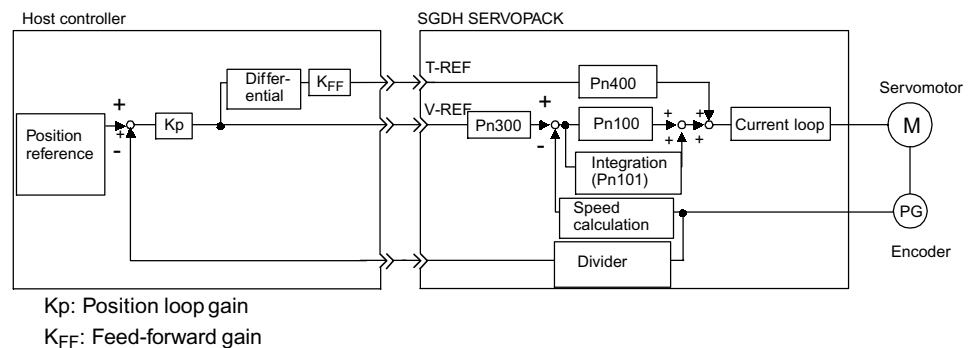 Host controller
SGDH SERVOPACK
T-REF
Differ-
ential
KFF
Pn400
Servomotor
+
V-REF
+
+
Position
reference
Kp
Pn300
Pn100
+
+
+
+
Current loop
M
-
-
Integration
(Pn101)
Speed
calculation
PG
Divider
Encoder
Kp: Position loop gain
KFF: Feed-forward gain